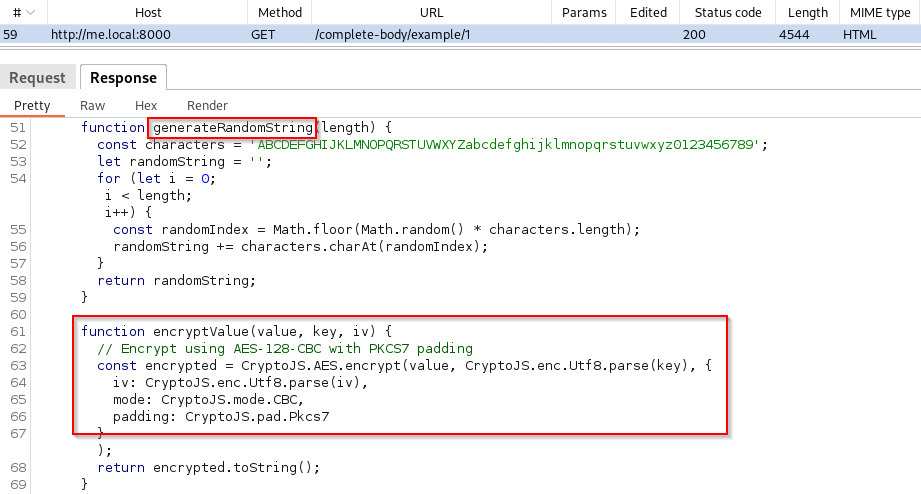 # Host Method URL Params Edited Status code Length MIME type
59 http://me.local:8000 GET /complete-body/example/1 200 4544 HTML
Request Response
Pretty Raw Hex Render
51 function generateRandomString(length) {
52 const characters = 'ABCDEFGHIJKLMNOPQRSTUVWXYZabcdefghijklmnopqrstuvwxyz0123456789';
53 let randomString = '';
54 for (let i = 0;
i < length;
i++) {
55 const randomIndex = Math.floor(Math.random() * characters.length);
56 randomString += characters.charAt(randomIndex);
57 }
58 return randomString;
59 }
60
61 function encryptValue(value, key, iv) {
62 // Encrypt using AES-128-CBC with PKCS7 padding
63 const encrypted = CryptoJS.AES.encrypt(value, CryptoJS.enc.Utf8.parse(key), {
64 iv: CryptoJS.enc.Utf8.parse(iv),
65 mode: CryptoJS.mode.CBC,
66 padding: CryptoJS.pad.Pkcs7
67 }
);
68 return encrypted.toString();
69 }